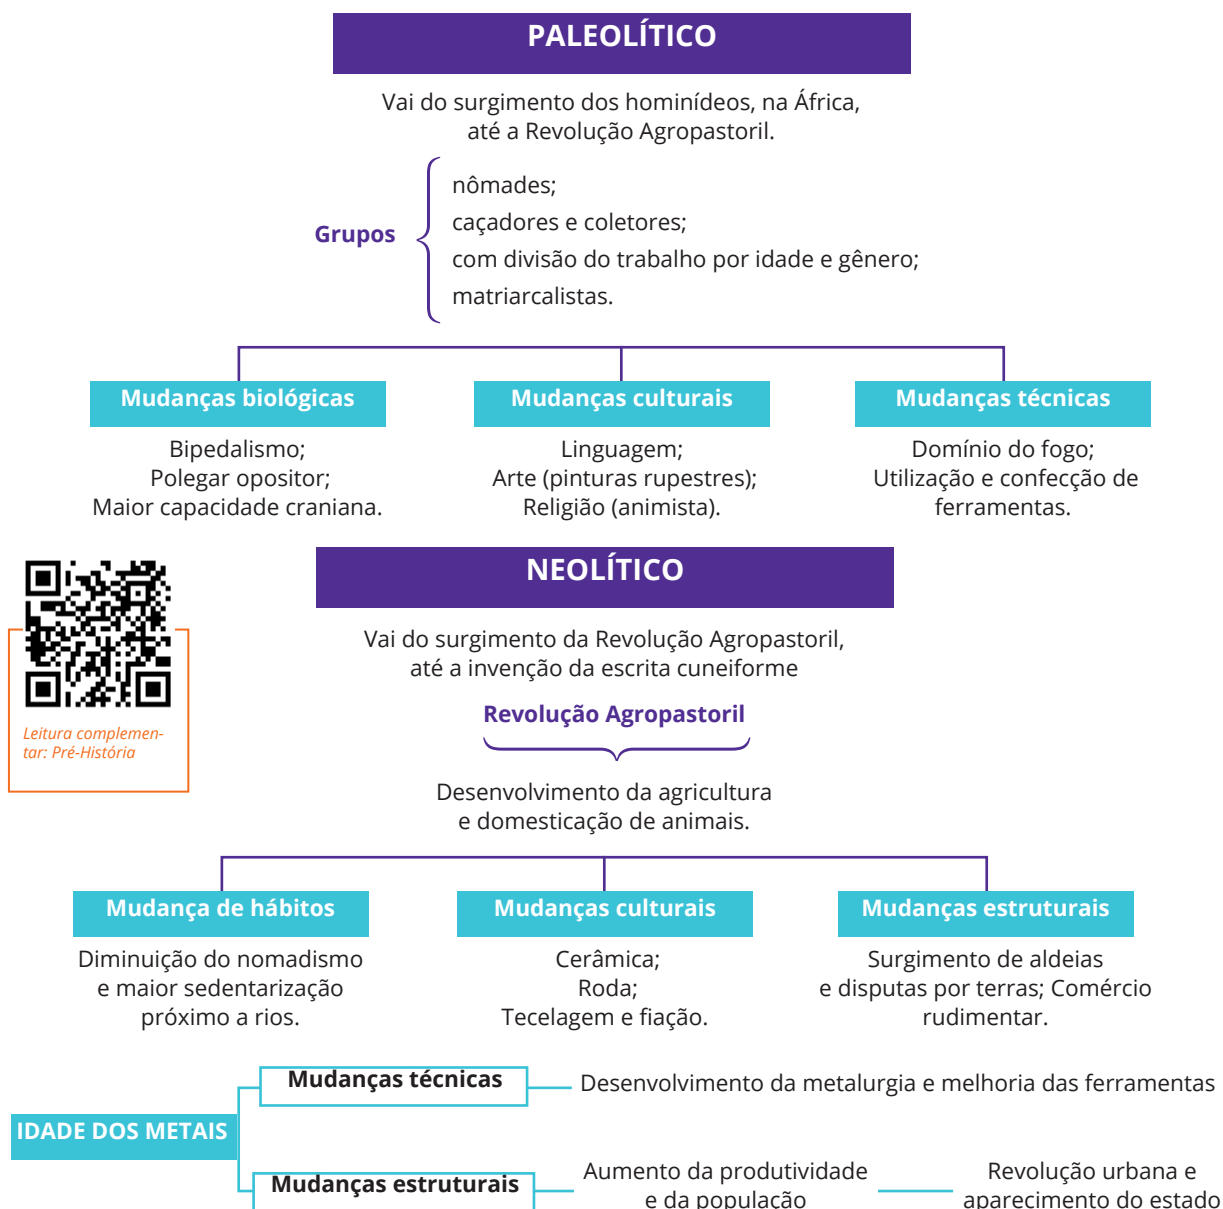 PALEOLÍTICO
Vai do surgimento dos hominídeos, na África,
até a Revolução Agropastoril.
Grupos
nômades;
caçadores e coletores;
com divisão do trabalho por idade e gênero;
matriarcalistas.
Mudanças biológicas
Bipedalismo;
Polegar opositor;
Maior capacidade craniana.
Mudanças culturais
Linguagem;
Arte (pinturas rupestres);
Religião (animista).
Mudanças técnicas
Domínio do fogo;
Utilização e confecção de
ferramentas.
NEOLÍTICO
Leitura complemen-
tar: Pré-História
Vai do surgimento da Revolução Agropastoril,
até a invenção da escrita cuneiforme
Revolução Agropastoril
Desenvolvimento da agricultura
e domesticação de animais.
Mudança de hábitos
Diminuição do nomadismo
e maior sedentarização
próximo a rios.
Mudanças culturais
Cerâmica;
Roda;
Tecelagem e fiação.
Mudanças estruturais
Surgimento de aldeias
e disputas por terras; Comércio
rudimentar.
IDADE DOS METAIS
Mudanças técnicas
Desenvolvimento da metalurgia e melhoria das ferramentas
Mudanças estruturais
Aumento da produtividade
e da população
Revolução urbana e
aparecimento do estado